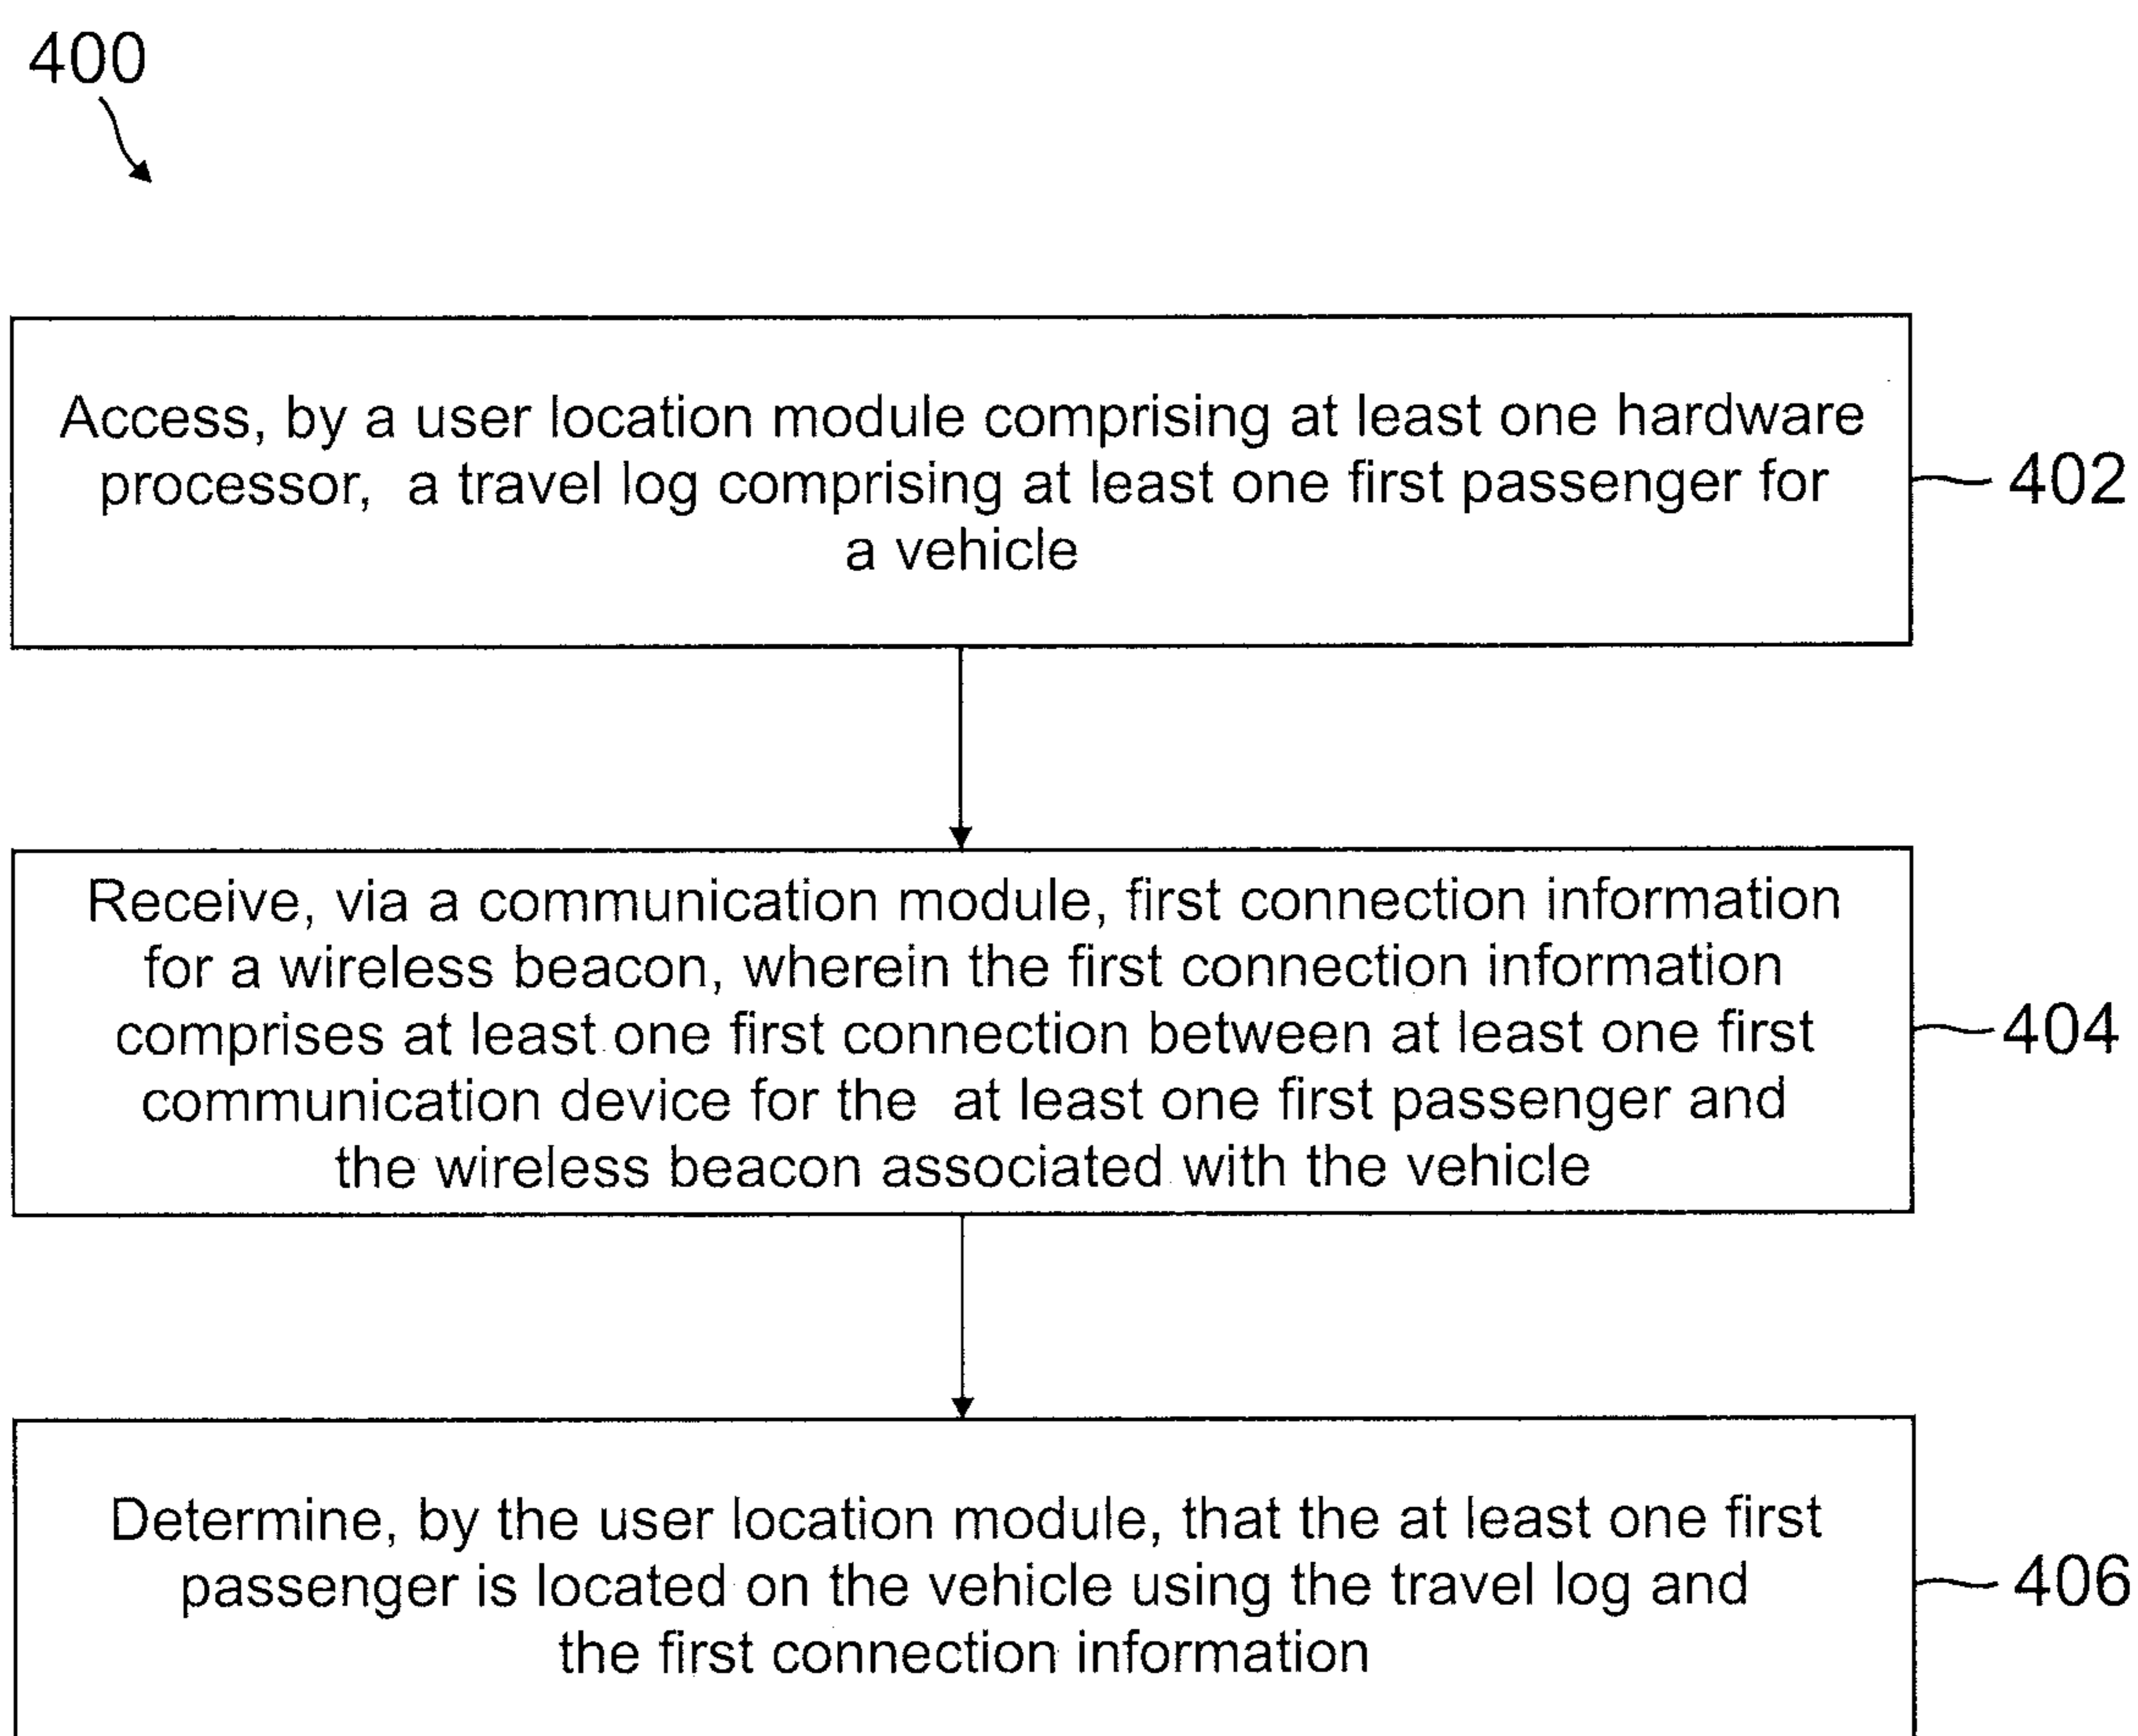 400
Access, by a user location module comprising at least one hardware
processor, a travel log comprising at least one first passenger for
a vehicle
402
Receive, via a communication module, first connection information
for a wireless beacon, wherein the first connection information
comprises at least one first connection between at least one first
communication device for the at least one first passenger and
the wireless beacon associated with the vehicle
404
Determine, by the user location module, that the at least one first
passenger is located on the vehicle using the travel log and
the first connection information
406